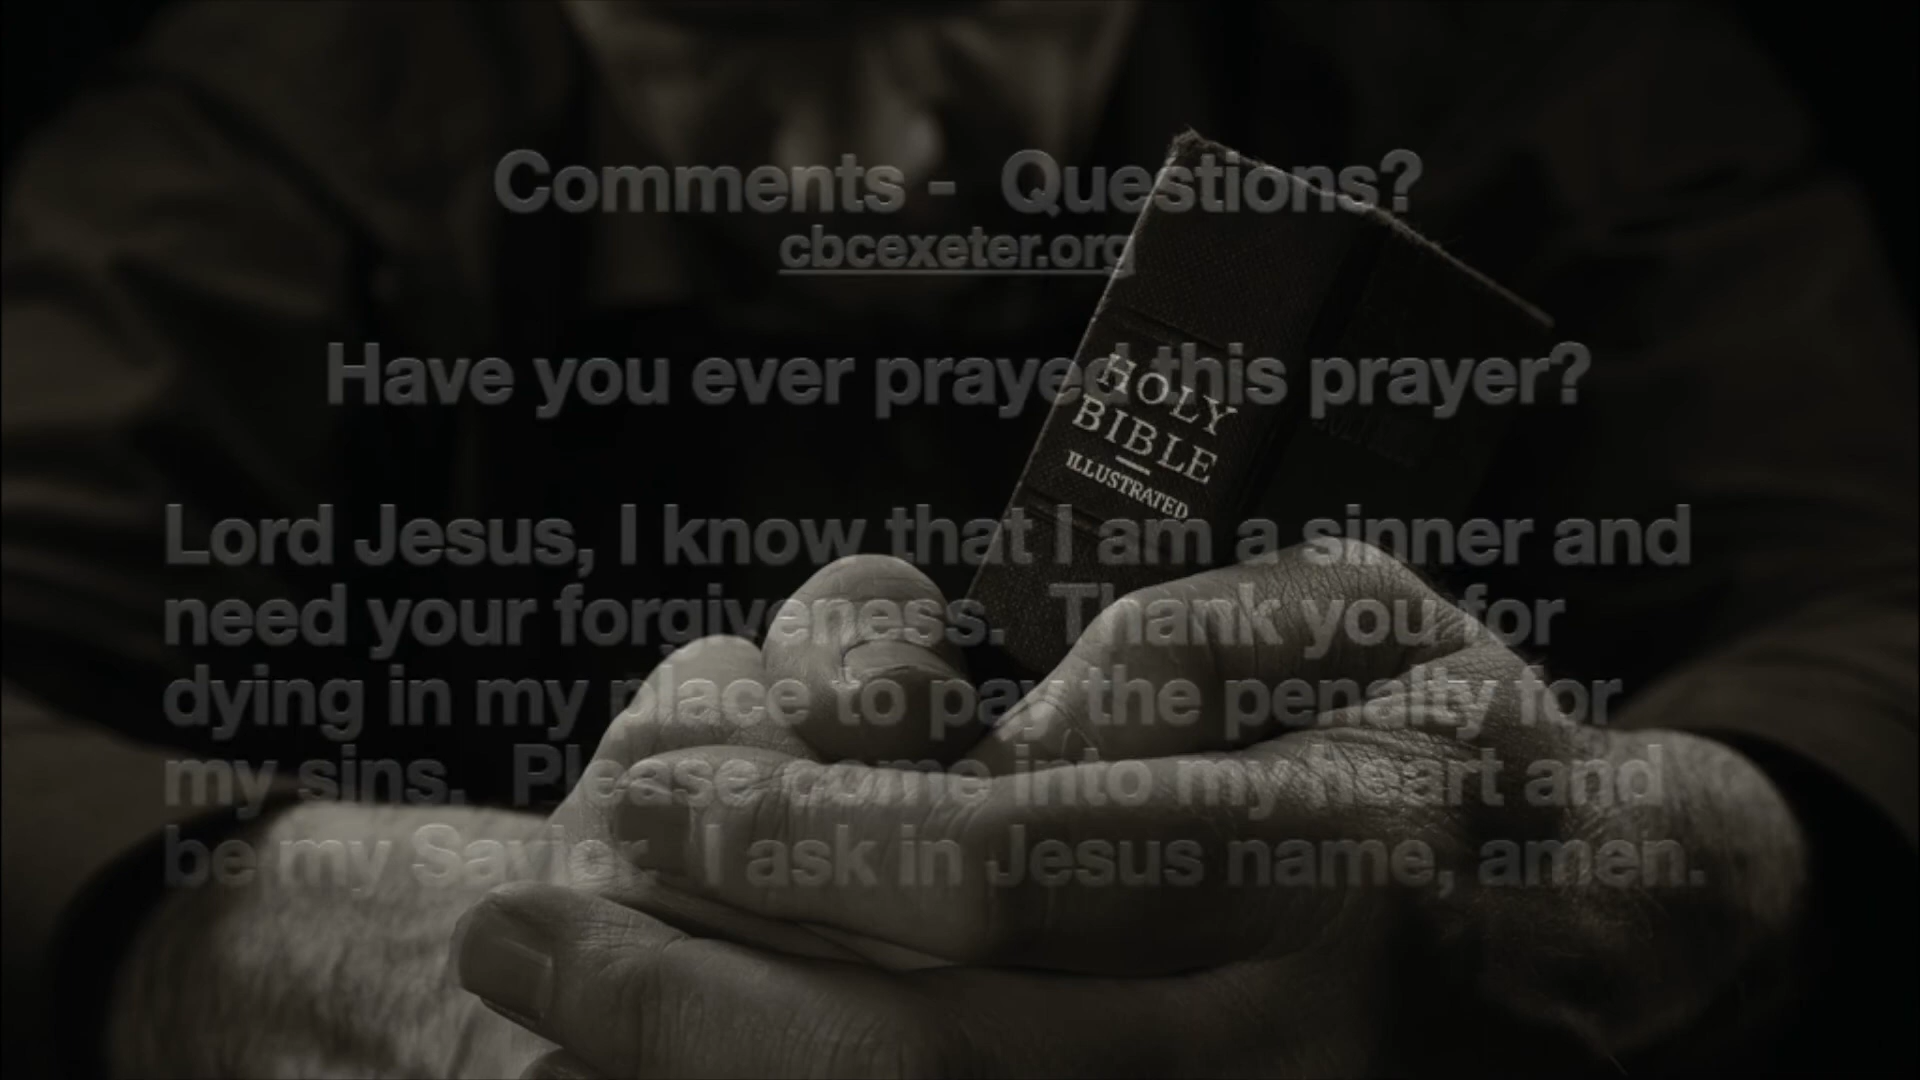 Comments - Questions?
cbcexeter.org
Have you ever prayed this prayer?
HOLY
BIBLE
ILLUSTRATED
Lord Jesus, I know that I am a sinner and
need your forgiveness. Thank you for
dying in my place to pay the penalty for
my sins. Please come into my heart and
be my Savior. I ask in Jesus name, amen.